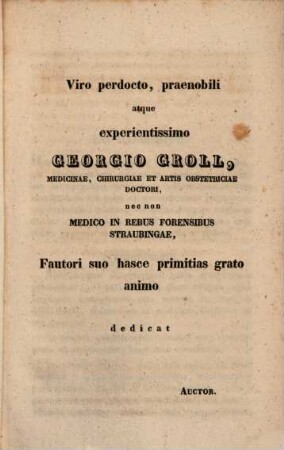 Viro perdocto, praenobili
atque
experientissimo
GEORGIO GROLL,
MEDICINAE, CHIRURGIAE ET ARTIS OBSTETRICIAE
DOCTORI,
nec non
MEDICO IN REBUS FORENSIBUS
STRAUBINGAE,
Fautori suo hasce primitias grato
animo
dedicat
AUCTOR.